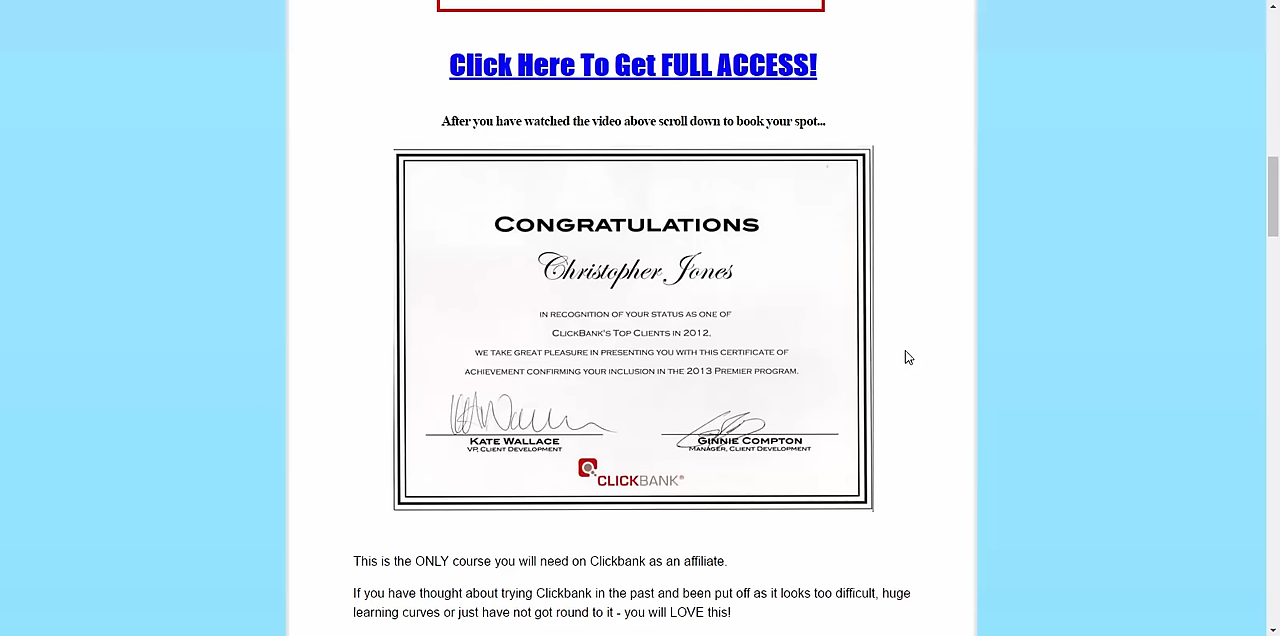 Click Here To Get FULL ACCESS!
After you have watched the video above scroll down to book your spot...
CONGRATULATIONS
Christopher Jones
IN RECOGNITION OF YOUR STATUS AS ONE OF
CLICKBANK'S TOP CLIENTS IN 2012,
WE TAKE GREAT PLEASURE IN PRESENTING YOU WITH THIS CERTIFICATE OF
ACHIEVEMENT CONFIRMING YOUR INCLUSION IN THE 2013 PREMIER PROGRAM.
KATE WALLACE
VP, CLIENT DEVELOPMENT
GINNIE COMPTON
MANAGER, CLIENT DEVELOPMENT
CLICKBANK®
This is the ONLY course you will need on Clickbank as an affiliate.
If you have thought about trying Clickbank in the past and been put off as it looks too difficult, huge
learning curves or just have not got round to it - you will LOVE this!